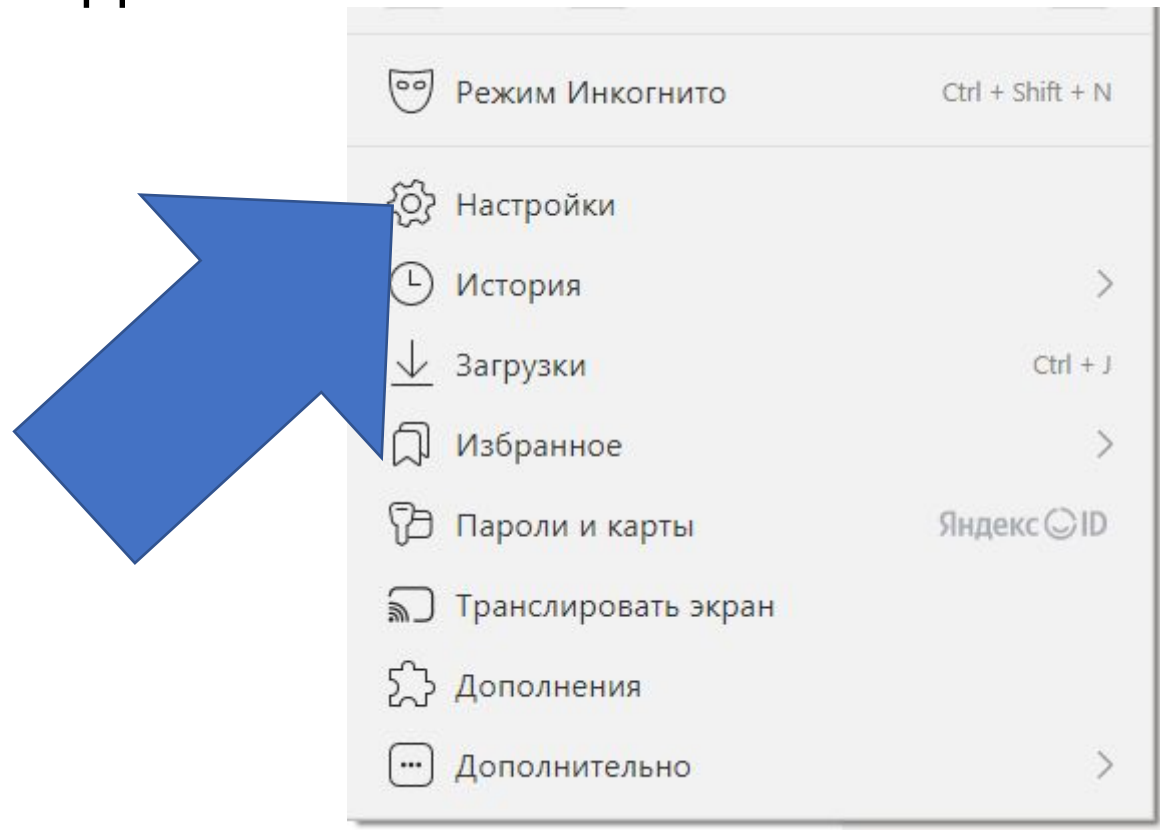 Режим Инкогнито Ctrl + Shift + N
Настройки
История
Загрузки Ctrl + J
Избранное
Пароли и карты Яндекс ID
Транслировать экран
Дополнения
Дополнительно